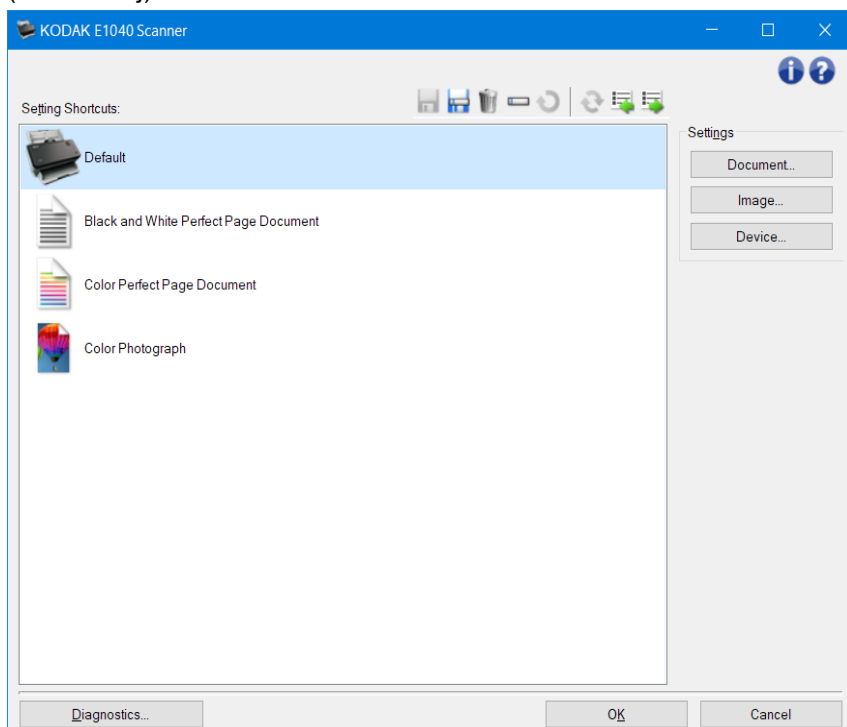 KODAK E1040 Scanner
Setting Shortcuts:
Default
Black and White Perfect Page Document
Color Perfect Page Document
Color Photograph
Settings
Document...
Image...
Device...
Diagnostics...
OK
Cancel